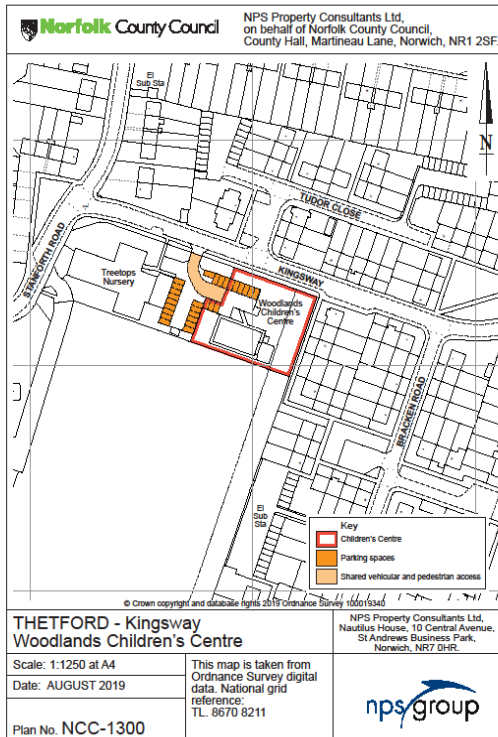 Norfolk County Council
NPS Property Consultants Ltd,
on behalf of Norfolk County Council,
County Hall, Martineau Lane, Norwich, NR1 2SF.
El
Sub Sta
N
TUDOR CLOSE
STANFORTH ROAD
KINGSWAY
Treetops
Nursery
Woodlands
Children's
Centre
BRACKEN ROAD
El
Sub
Sta
Key
Children's Centre
Parking spaces
Shared vehicular and pedestrian access
© Crown copyright and database rights 2019 Ordnance Survey 100019340
THETFORD - Kingsway
Woodlands Children's Centre
NPS Property Consultants Ltd,
Nautilus House, 10 Central Avenue,
St Andrews Business Park,
Norwich, NR7 0HR.
Scale: 1:1250 at A4
Date: AUGUST 2019
Plan No. NCC-1300
This map is taken from
Ordnance Survey digital
data. National grid
reference:
TL. 8670 8211
nps group